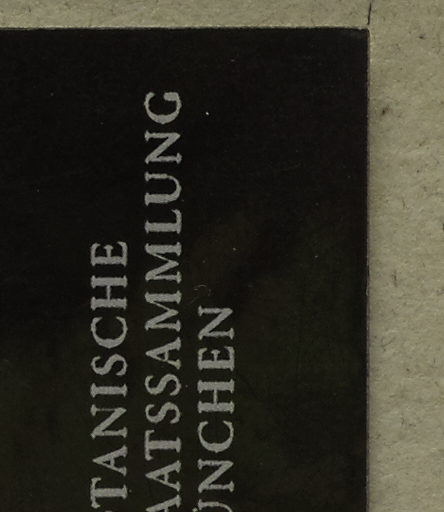 TANISCHE
AATSSAMMLUNG
ÜNCHEN